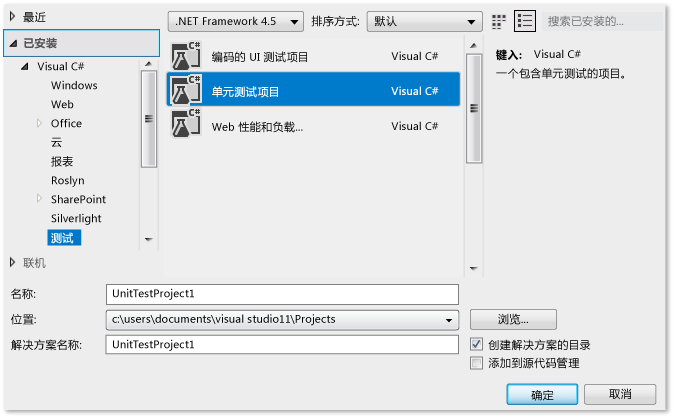 最近
已安装
Visual C#
Windows
Web
Office
云
报表
Roslyn
SharePoint
Silverlight
测试
联机
.NET Framework 4.5 排序方式: 默认 搜索已安装的...
编码的 UI 测试项目 Visual C#
单元测试项目 Visual C#
Web 性能和负载... Visual C#
键入: Visual C#
一个包含单元测试的项目。
名称: UnitTestProject1
位置: c:\users\documents\visual studio11\Projects 浏览...
解决方案名称: UnitTestProject1
创建解决方案的目录
添加到源代码管理
确定 取消